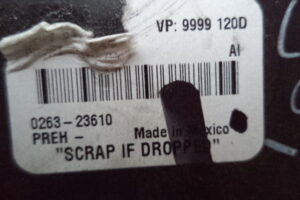 VP: 9999 120D
AI
0263-23610
PREH - Made in Mexico
"SCRAP IF DROPPED"